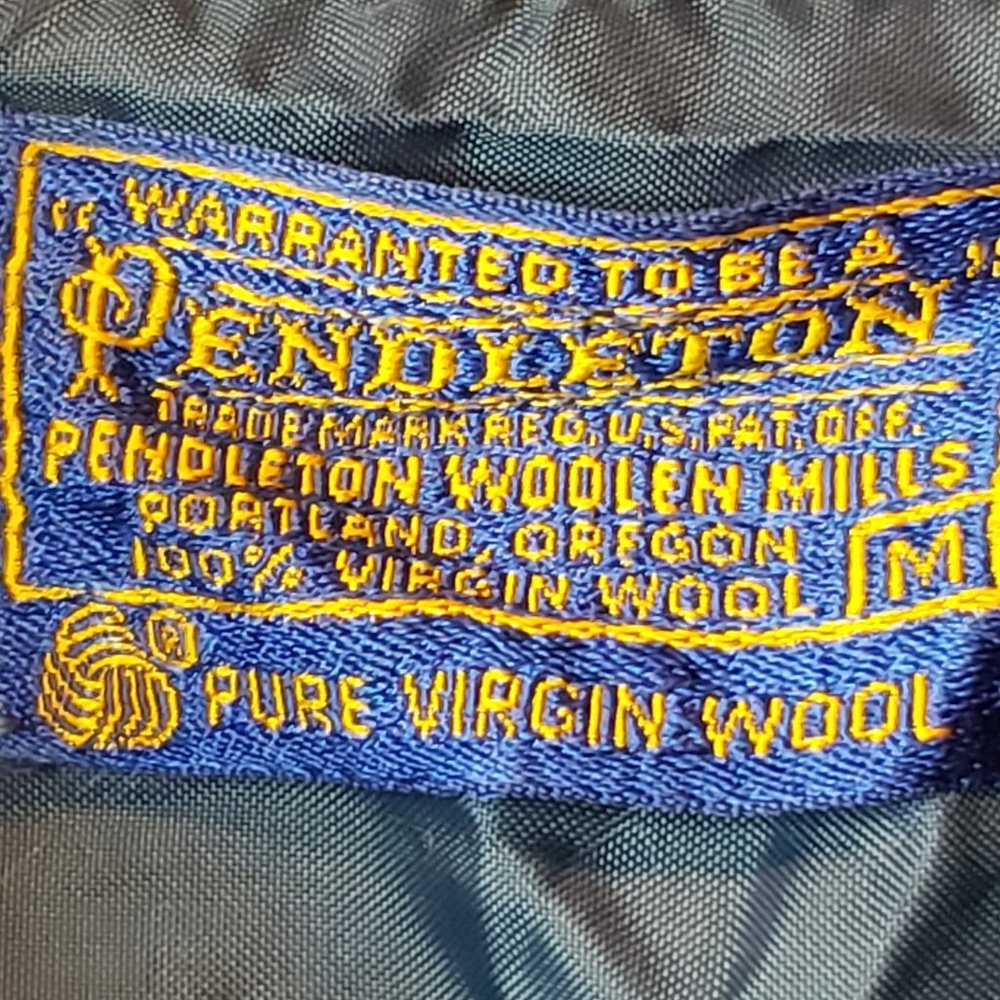 "WARRANTED TO BE A"
PENDLETON
TRADE MARK REG. U.S. PAT. OFF.
PENDLETON WOOLEN MILLS
PORTLAND, OREGON
100% VIRGIN WOOL M
® PURE VIRGIN WOOL